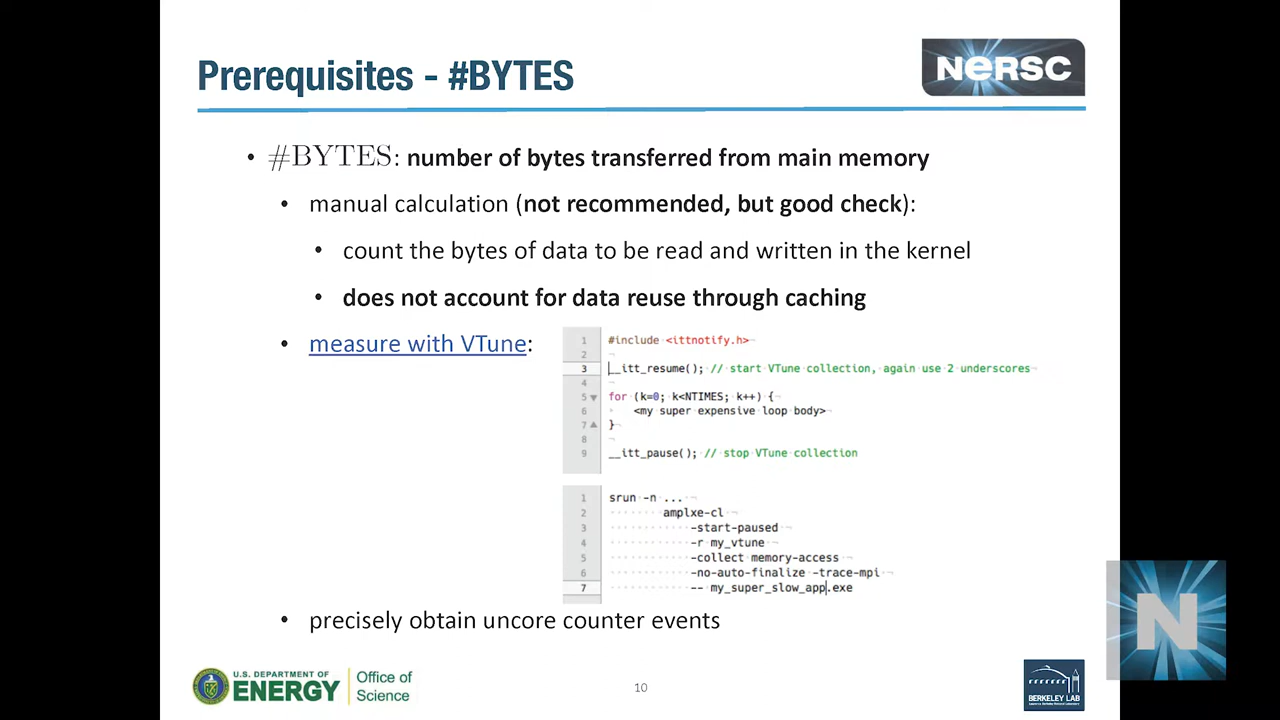 Prerequisites - #BYTES
NERSC
• #BYTES: number of bytes transferred from main memory
• manual calculation (not recommended, but good check):
• count the bytes of data to be read and written in the kernel
• does not account for data reuse through caching
• measure with VTune:
1 #include <ittnotify.h>
2
3 __itt_resume(); // start VTune collection, again use 2 underscores
4
5 for (k=0; k<NTIMES; k++) {
6 <my super expensive loop body>
7 }
8
9 __itt_pause(); // stop VTune collection
1 srun -n ...
2 amplxe-cl
3 -start-paused
4 -r my_vtune
5 -collect memory-access
6 -no-auto-finalize -trace-mpi
7 -- my_super_slow_app.exe
• precisely obtain uncore counter events
U.S. DEPARTMENT OF
ENERGY
Office of
Science
10
BERKELEY LAB
N